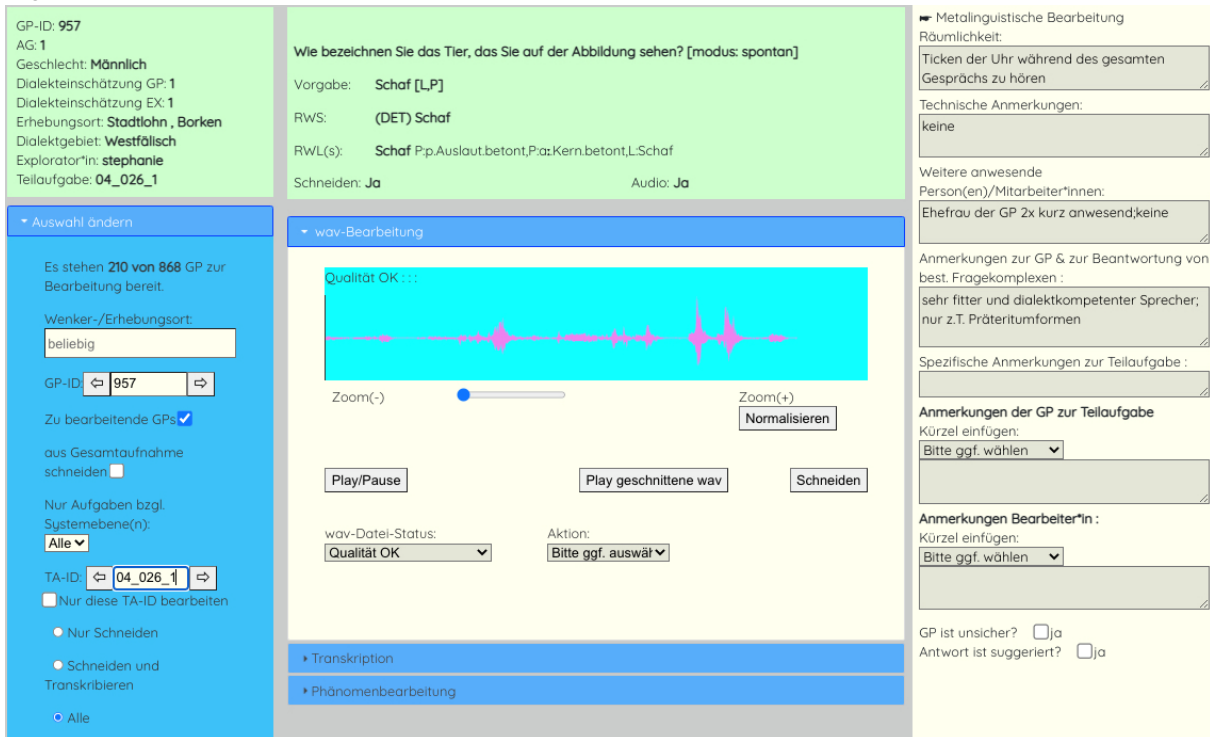 GP-ID: 957
AG: 1
Geschlecht: Männlich
Dialekteinschätzung GP: 1
Dialekteinschätzung EX: 1
Erhebungsort: Stadtlohn , Borken
Dialektgebiet: Westfälisch
Explorator*in: stephanie
Teilaufgabe: 04_026_1
Auswahl ändern
Es stehen 210 von 868 GP zur
Bearbeitung bereit.
Wenker-/Erhebungsort:
beliebig
GP-ID: ⇦ 957 ⇨
Zu bearbeitende GPs
aus Gesamtaufnahme
schneiden
Nur Aufgaben bzgl.
Systemebene(n):
Alle
TA-ID: ⇦ 04_026_1 ⇨
Nur diese TA-ID bearbeiten
Nur Schneiden
Schneiden und
Transkribieren
Alle
Wie bezeichnen Sie das Tier, das Sie auf der Abbildung sehen? [modus: spontan]
Vorgabe: Schaf [L,P]
RWS: (DET) Schaf
RWL(s): Schaf P:p.Auslaut.betont,P:aː.Kern.betont,L:Schaf
Schneiden: Ja Audio: Ja
wav-Bearbeitung
Qualität OK : : :
Zoom(-) Zoom(+)
Normalisieren
Play/Pause Play geschnittene wav Schneiden
wav-Datei-Status: Aktion:
Qualität OK Bitte ggf. auswäh
Transkription
Phänomenbearbeitung
Metalinguistische Bearbeitung
Räumlichkeit:
Ticken der Uhr während des gesamten
Gesprächs zu hören
Technische Anmerkungen:
keine
Weitere anwesende
Person(en)/Mitarbeiter*innen:
Ehefrau der GP 2x kurz anwesend;keine
Anmerkungen zur GP & zur Beantwortung von
best. Fragekomplexen :
sehr fitter und dialektkompetenter Sprecher;
nur z.T. Präteritumformen
Spezifische Anmerkungen zur Teilaufgabe :
Anmerkungen der GP zur Teilaufgabe
Kürzel einfügen:
Bitte ggf. wählen
Anmerkungen Bearbeiter*in :
Kürzel einfügen:
Bitte ggf. wählen
GP ist unsicher? ja
Antwort ist suggeriert? ja